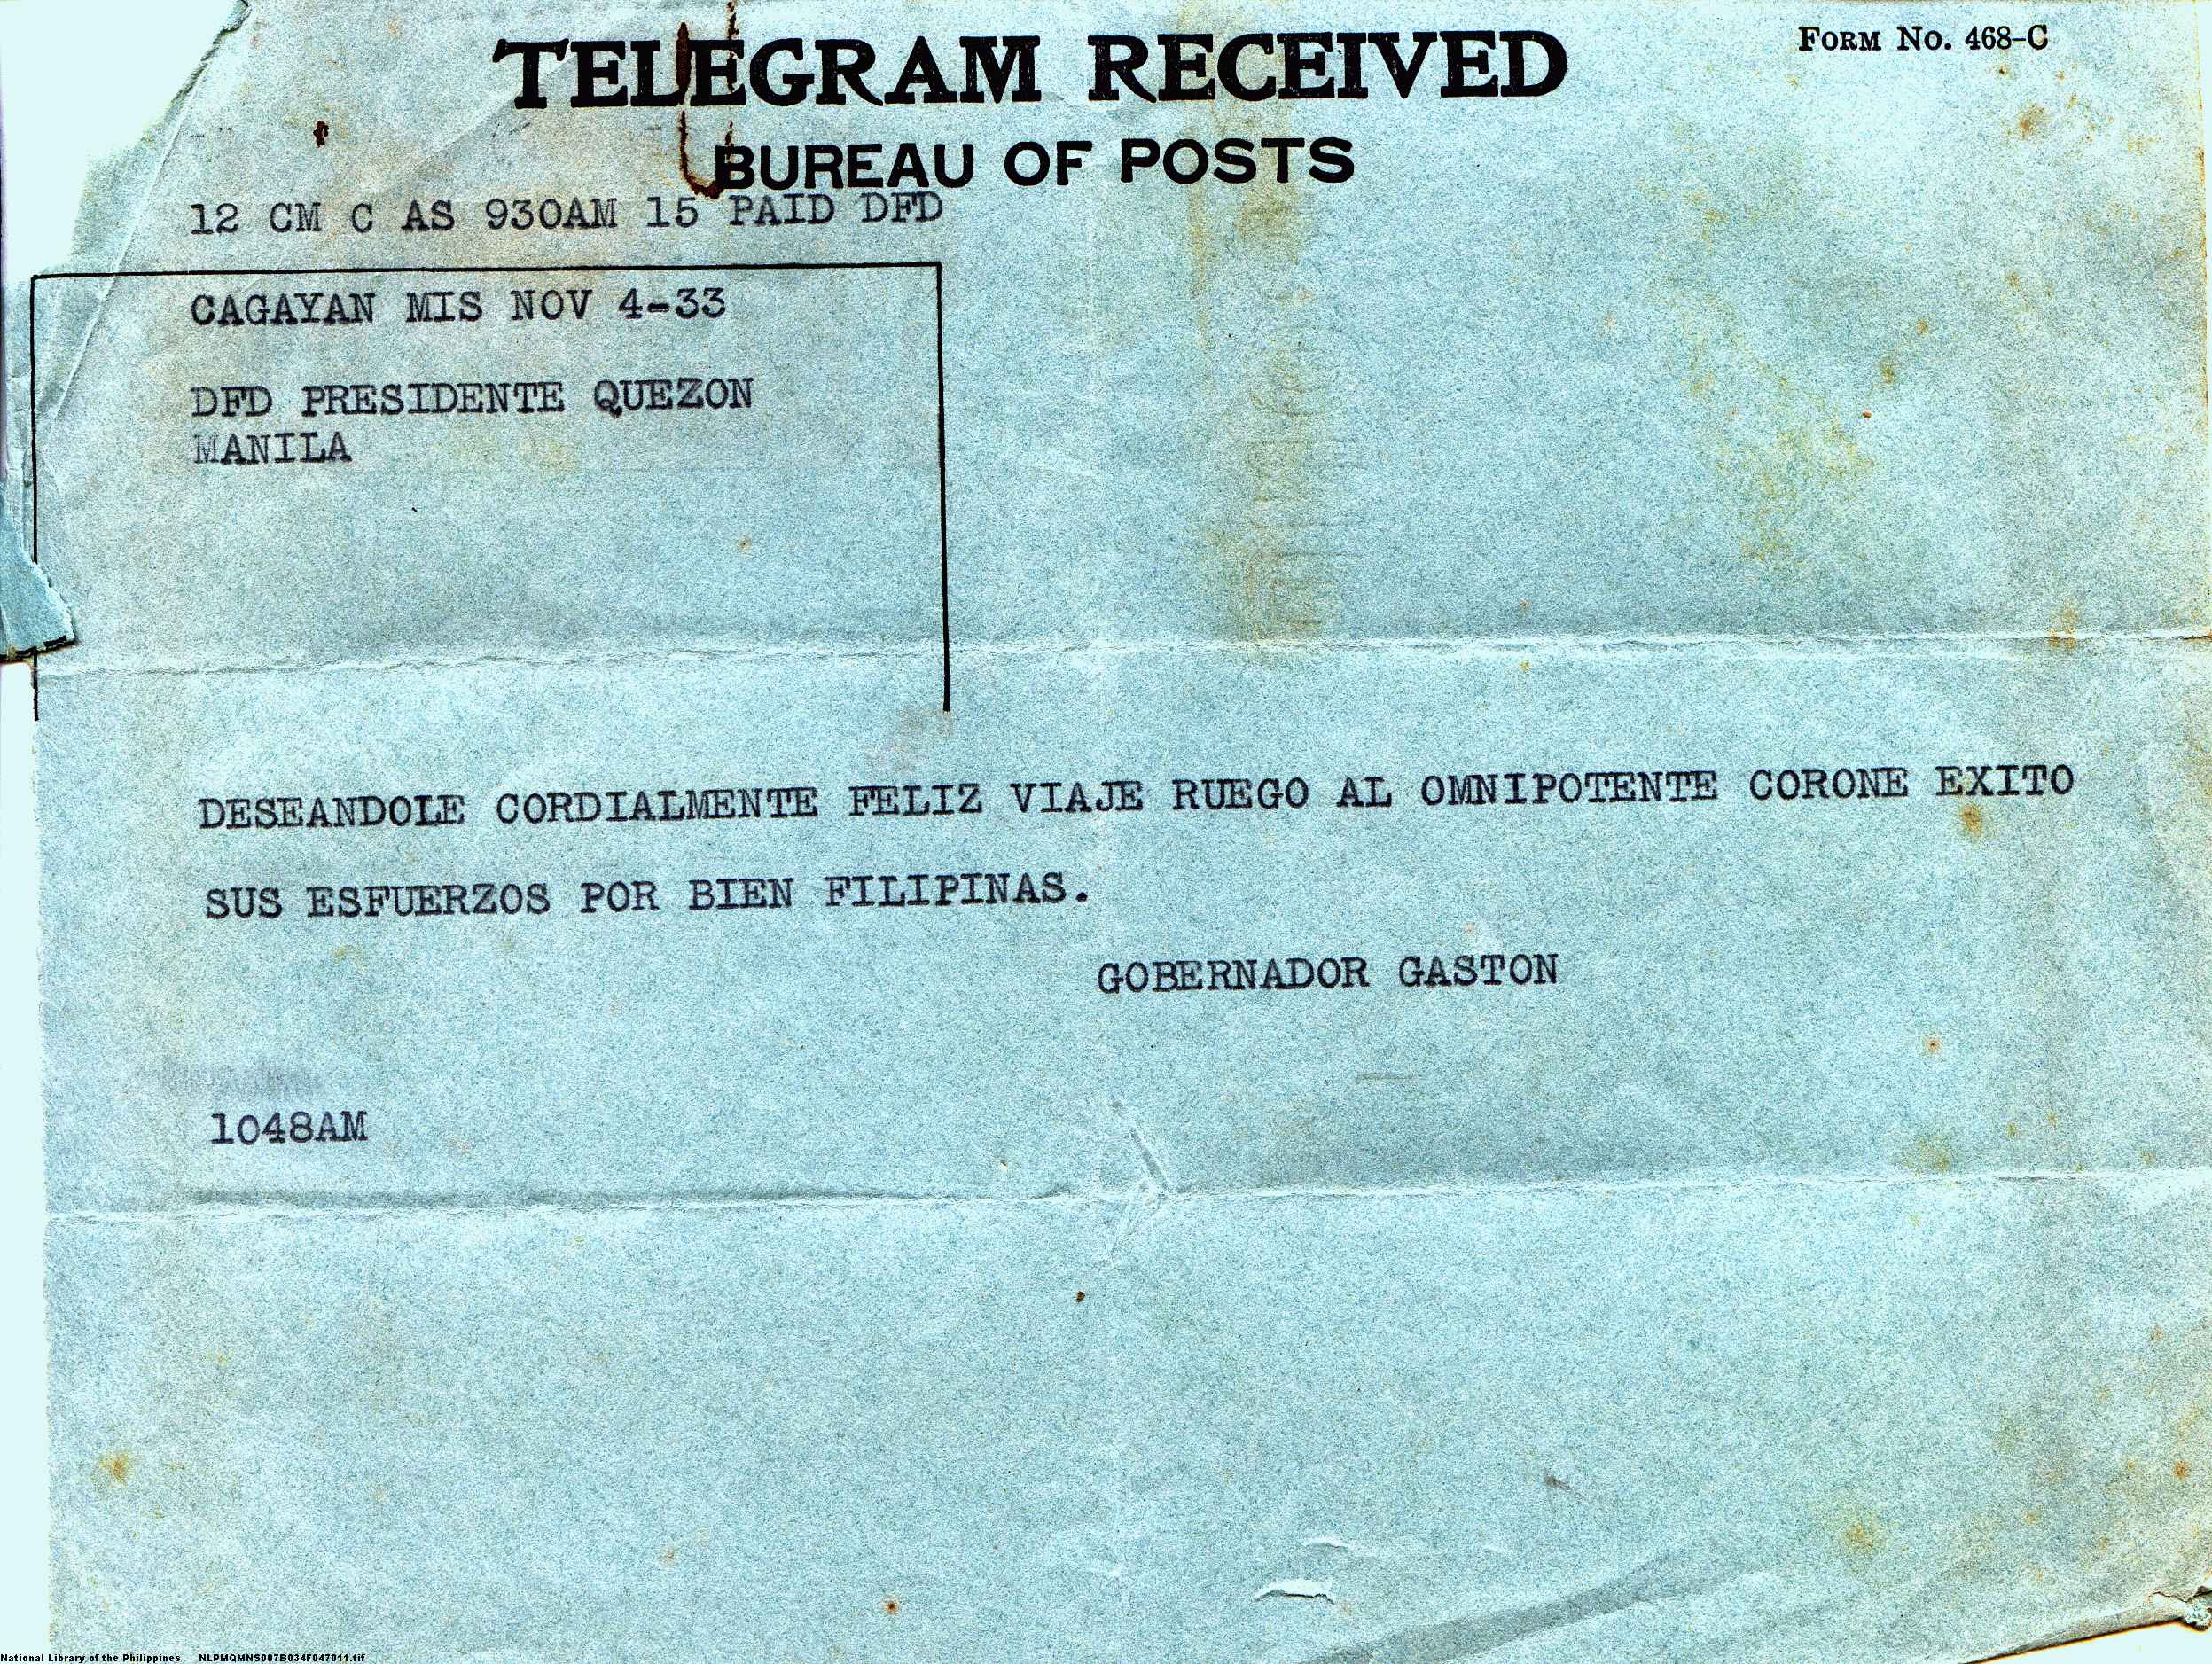 FORM NO. 468-C
TELEGRAM RECEIVED
BUREAU OF POSTS
12 CM C AS 930AM 15 PAID DFD
CAGAYAN MIS NOV 4-33
DFD PRESIDENTE QUEZON
MANILA
DESEANDOLE CORDIALMENTE FELIZ VIAJE RUEGO AL OMNIPOTENTE CORONE EXITO
SUS ESFUERZOS POR BIEN FILIPINAS.
GOBERNADOR GASTON
1048AM
National Library of the Philippines NLPMQMNS007B034F047011.tif